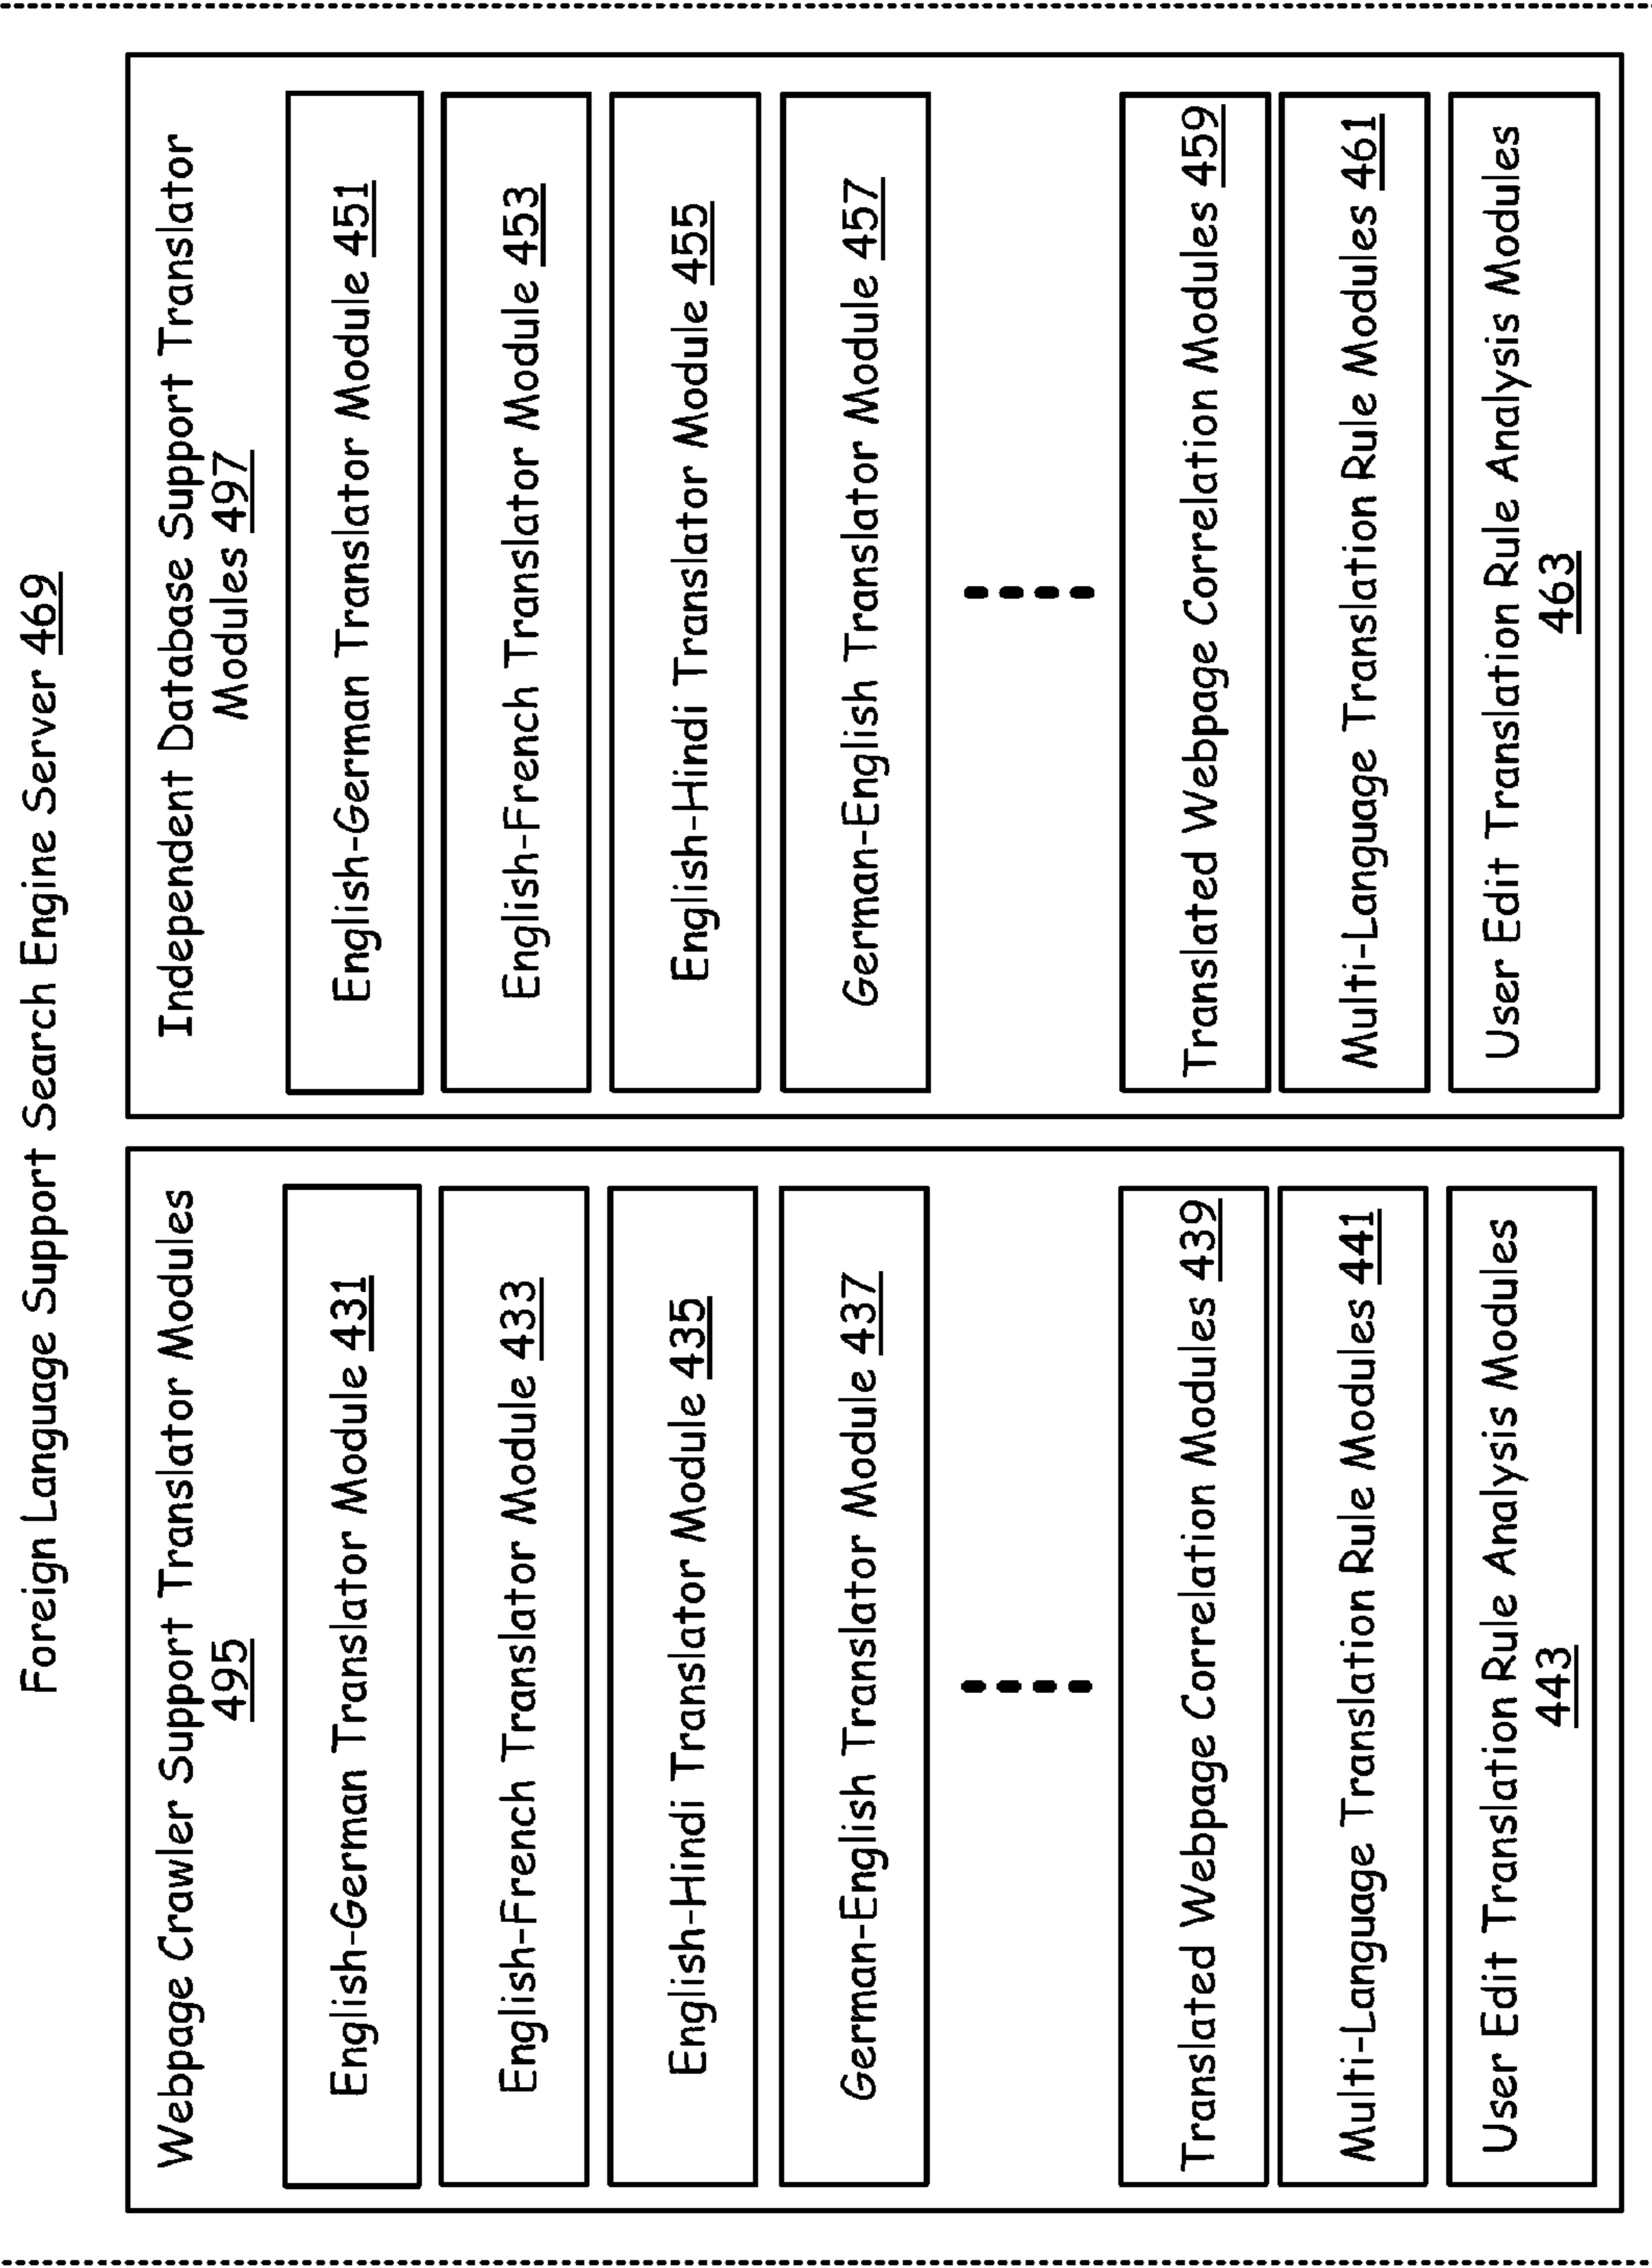 Foreign Language Support Search Engine Server 469
Webpage Crawler Support Translator Modules
495
English-German Translator Module 431
English-French Translator Module 433
English-Hindi Translator Module 435
German-English Translator Module 437
Translated Webpage Correlation Modules 439
Multi-Language Translation Rule Modules 441
User Edit Translation Rule Analysis Modules
443
Independent Database Support Translator
Modules 497
English-German Translator Module 451
English-French Translator Module 453
English-Hindi Translator Module 455
German-English Translator Module 457
Translated Webpage Correlation Modules 459
Multi-Language Translation Rule Modules 461
User Edit Translation Rule Analysis Modules
463